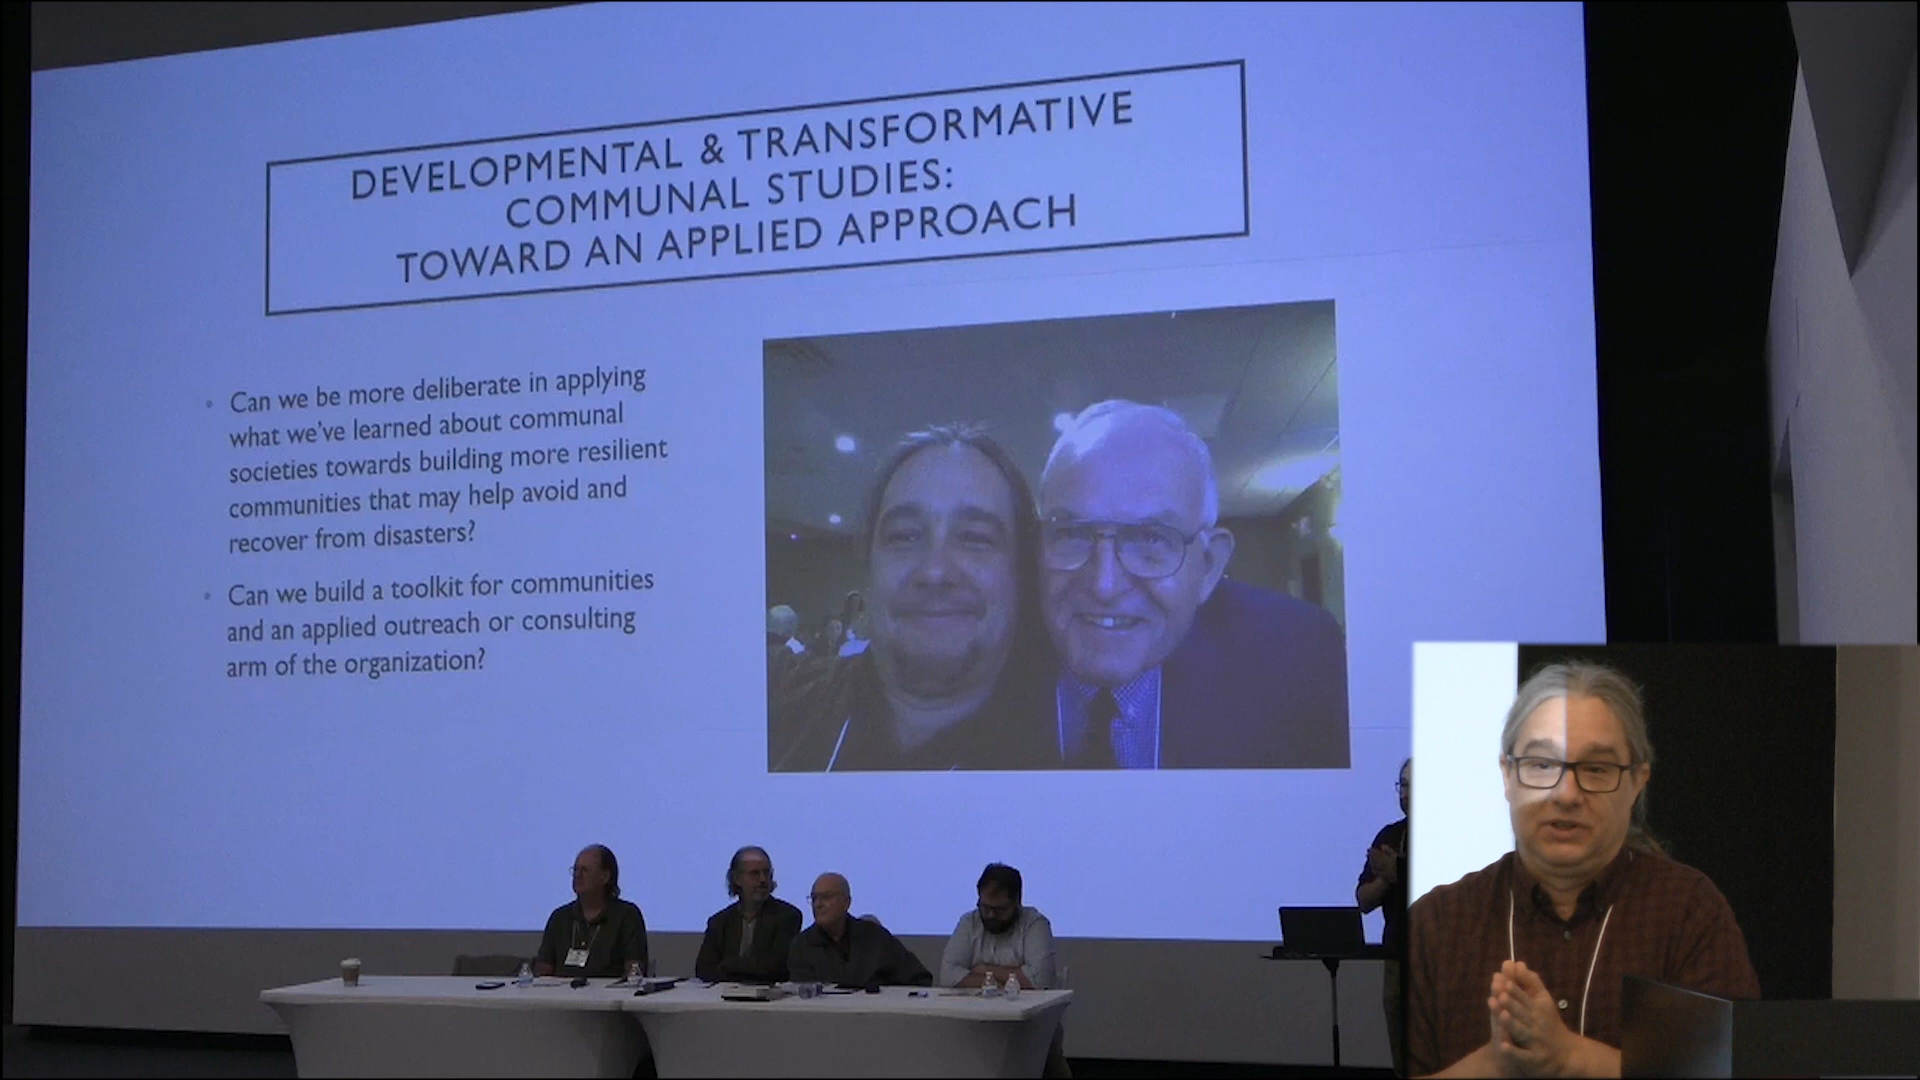 DEVELOPMENTAL & TRANSFORMATIVE
COMMUNAL STUDIES:
TOWARD AN APPLIED APPROACH
• Can we be more deliberate in applying
what we've learned about communal
societies towards building more resilient
communities that may help avoid and
recover from disasters?
• Can we build a toolkit for communities
and an applied outreach or consulting
arm of the organization?